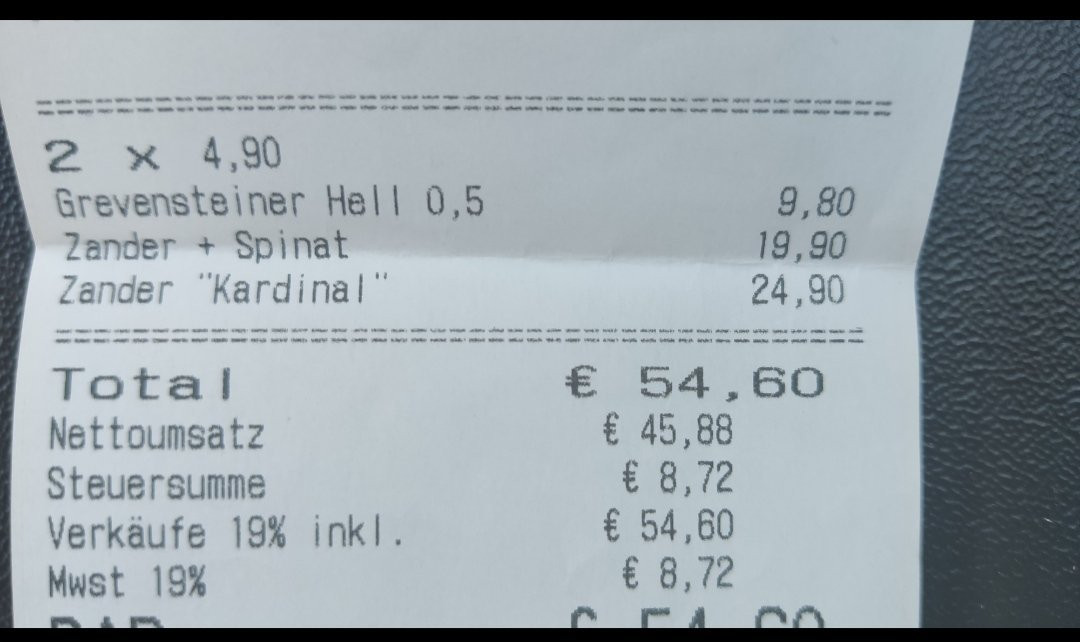 2 x 4,90
Grevensteiner Hell 0,5 9,80
Zander + Spinat 19,90
Zander "Kardinal" 24,90
Total € 54,60
Nettoumsatz € 45,88
Steuersumme € 8,72
Verkäufe 19% inkl. € 54,60
Mwst 19% € 8,72